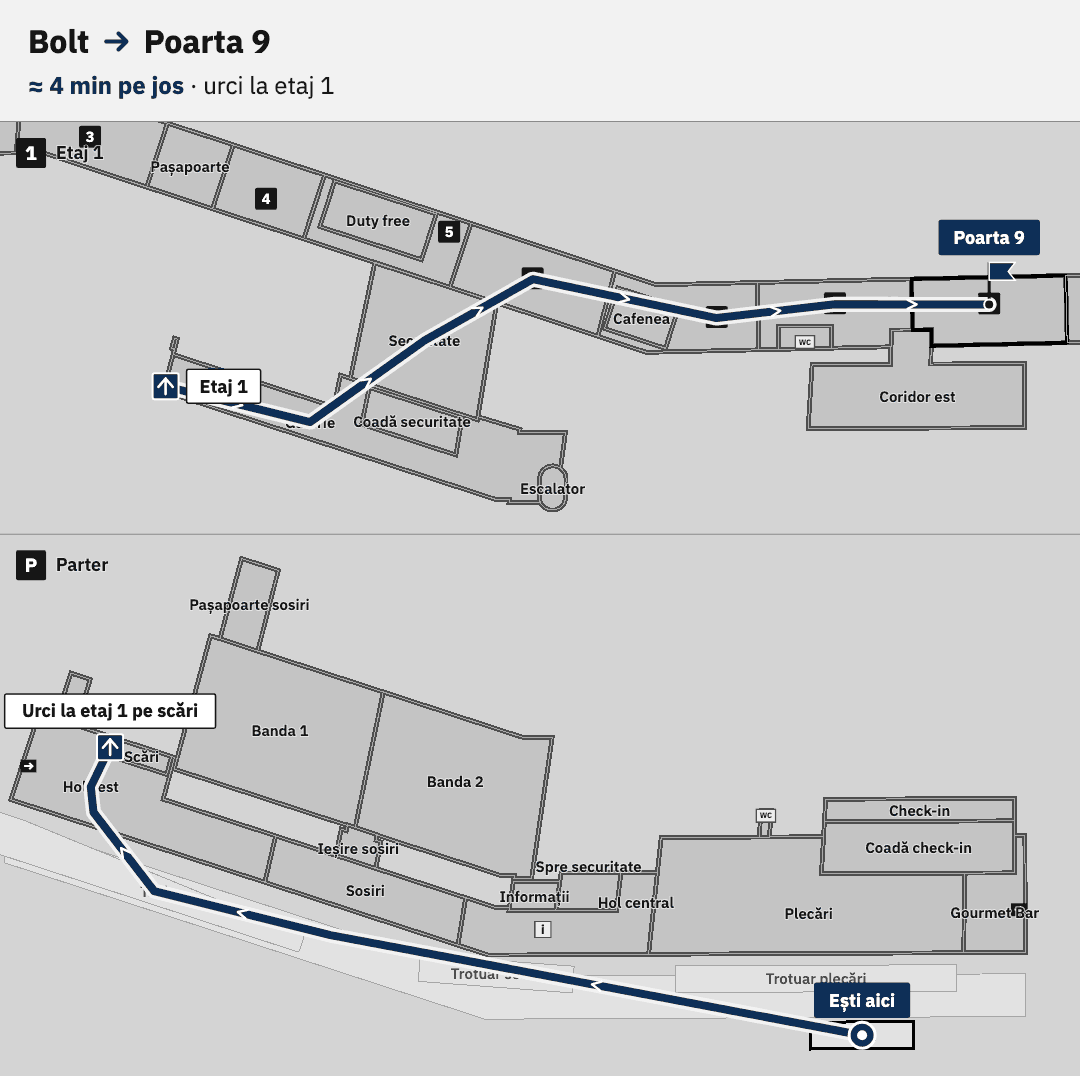 Bolt → Poarta 9
≈ 4 min pe jos · urci la etaj 1
1 Etaj 1
3
Pașapoarte
4
Duty free
5
Poarta 9
Cafenea
WC
Securitate
Coridor est
Etaj 1
Coadă securitate
Escalator
P Parter
Pașapoarte sosiri
Urci la etaj 1 pe scări
Banda 1
Scări
Banda 2
Check-in
WC
Ieșire sosiri
Coadă check-in
Spre securitate
Sosiri
Informații
Hol central
Plecări
Gourmet Bar
i
Trotuar
Trotuar plecări
Ești aici